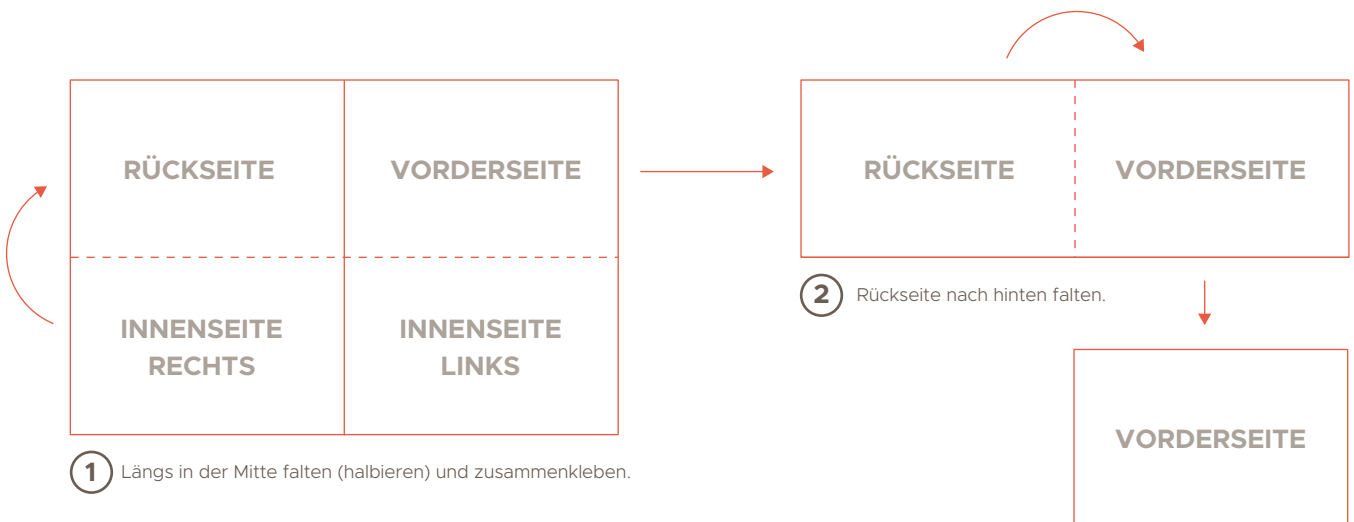 RÜCKSEITE
VORDERSEITE
INNENSEITE
RECHTS
INNENSEITE
LINKS
1 Längs in der Mitte falten (halbieren) und zusammenkleben.
RÜCKSEITE
VORDERSEITE
2 Rückseite nach hinten falten.
VORDERSEITE